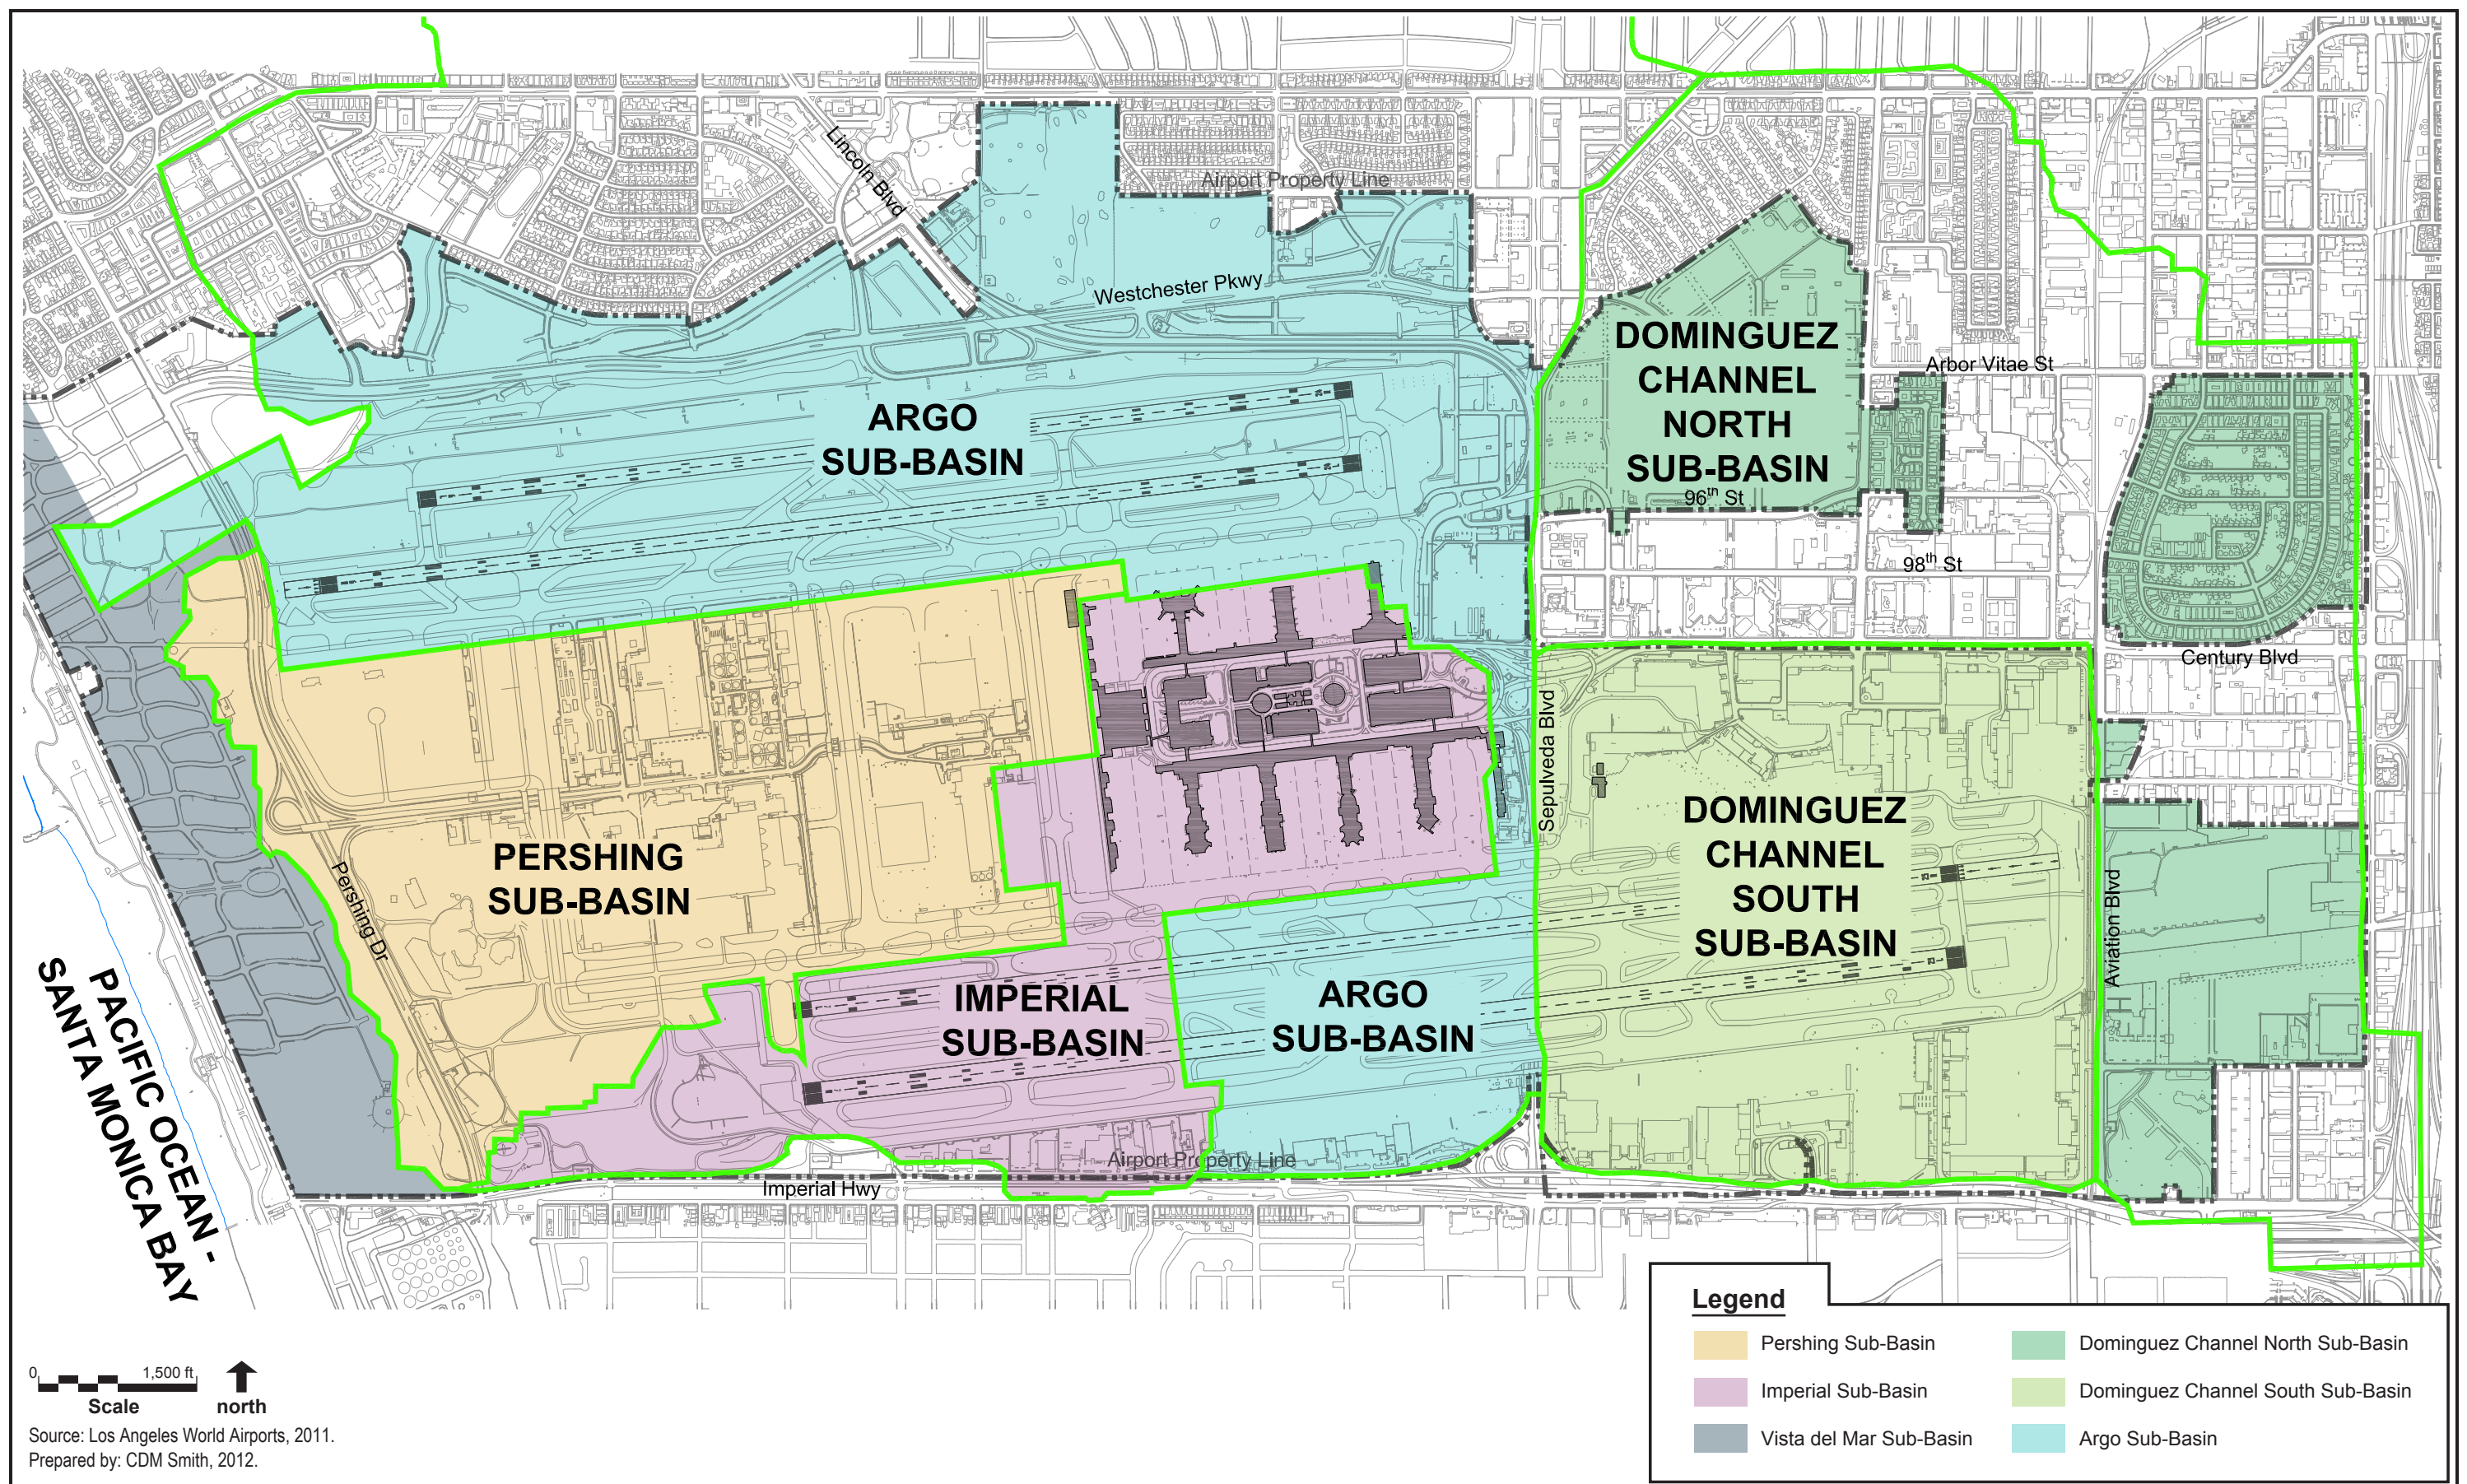 Lincoln Blvd
Airport Property Line
Westchester Pkwy
DOMINGUEZ
CHANNEL
NORTH
SUB-BASIN
96th St
Arbor Vitae St
ARGO
SUB-BASIN
98th St
Century Blvd
Sepulveda Blvd
DOMINGUEZ
CHANNEL
SOUTH
SUB-BASIN
PERSHING
SUB-BASIN
Pershing Dr
Aviation Blvd
IMPERIAL
SUB-BASIN
ARGO
SUB-BASIN
PACIFIC OCEAN -
SANTA MONICA BAY
Airport Property Line
Imperial Hwy
Legend
Pershing Sub-Basin
Imperial Sub-Basin
Vista del Mar Sub-Basin
Dominguez Channel North Sub-Basin
Dominguez Channel South Sub-Basin
Argo Sub-Basin
0 1,500 ft
Scale
north
Source: Los Angeles World Airports, 2011.
Prepared by: CDM Smith, 2012.